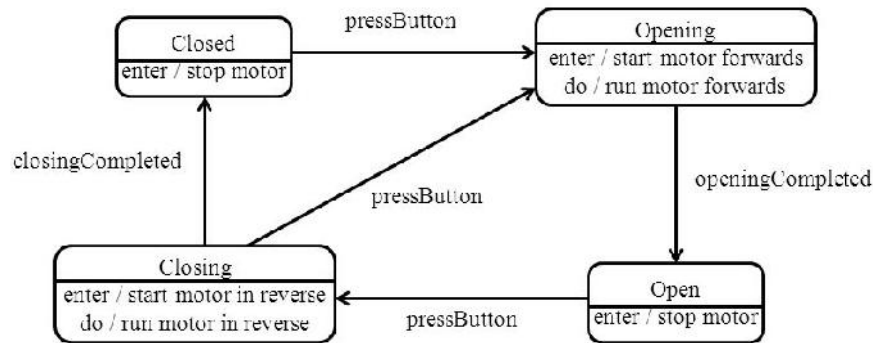 pressButton
Closed
enter / stop motor
Opening
enter / start motor forwards
do / run motor forwards
closingCompleted
pressButton
openingCompleted
Closing
enter / start motor in reverse
do / run motor in reverse
pressButton
Open
enter / stop motor